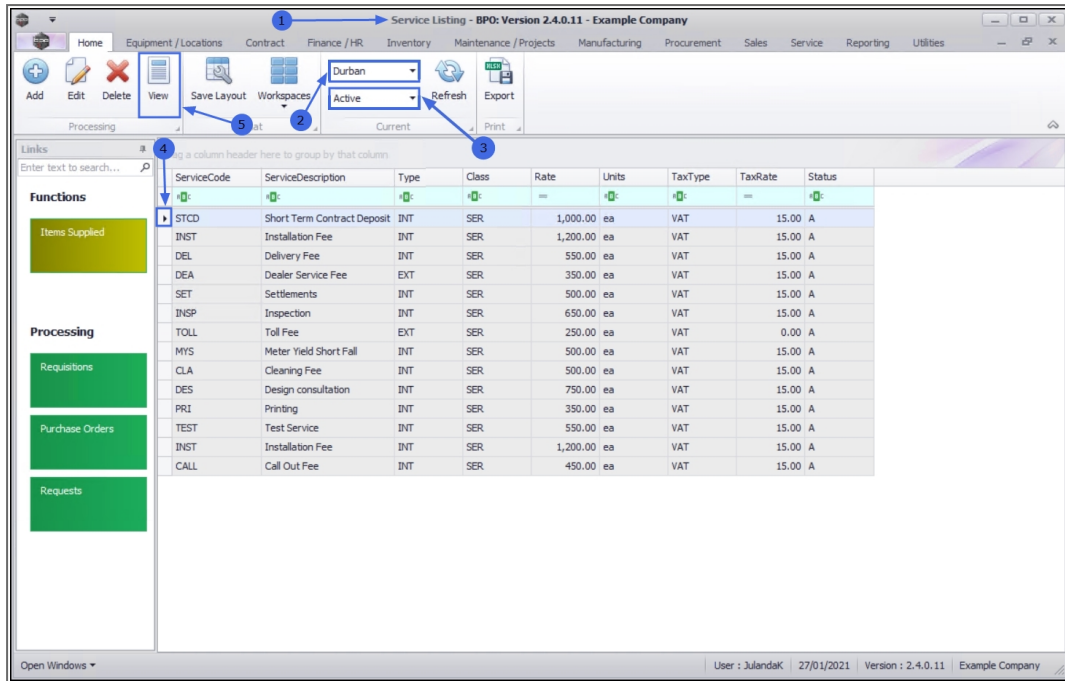 1
Service Listing - BPO: Version 2.4.0.11 - Example Company
Home Equipment / Locations Contract Finance / HR Inventory Maintenance / Projects Manufacturing Procurement Sales Service Reporting Utilities
Add Edit Delete View Save Layout Workspaces Durban Refresh Export
Active
2
3
5
Processing at Current Print
Links
4
ag a column header here to group by that column
Enter text to search...
ServiceCode ServiceDescription Type Class Rate Units TaxType TaxRate Status
Functions
STCD Short Term Contract Deposit INT SER 1,000.00 ea VAT 15.00 A
Items Supplied
INST Installation Fee INT SER 1,200.00 ea VAT 15.00 A
DEL Delivery Fee INT SER 550.00 ea VAT 15.00 A
DEA Dealer Service Fee EXT SER 350.00 ea VAT 15.00 A
SET Settlements INT SER 500.00 ea VAT 15.00 A
INSP Inspection INT SER 650.00 ea VAT 15.00 A
Processing
TOLL Toll Fee EXT SER 250.00 ea VAT 0.00 A
MYS Meter Yield Short Fall INT SER 500.00 ea VAT 15.00 A
Requisitions
CLA Cleaning Fee INT SER 500.00 ea VAT 15.00 A
DES Design consultation INT SER 750.00 ea VAT 15.00 A
PRI Printing INT SER 350.00 ea VAT 15.00 A
Purchase Orders
TEST Test Service INT SER 550.00 ea VAT 15.00 A
INST Installation Fee INT SER 1,200.00 ea VAT 15.00 A
CALL Call Out Fee INT SER 450.00 ea VAT 15.00 A
Requests
Open Windows
User : JulandaK 27/01/2021 Version : 2.4.0.11 Example Company